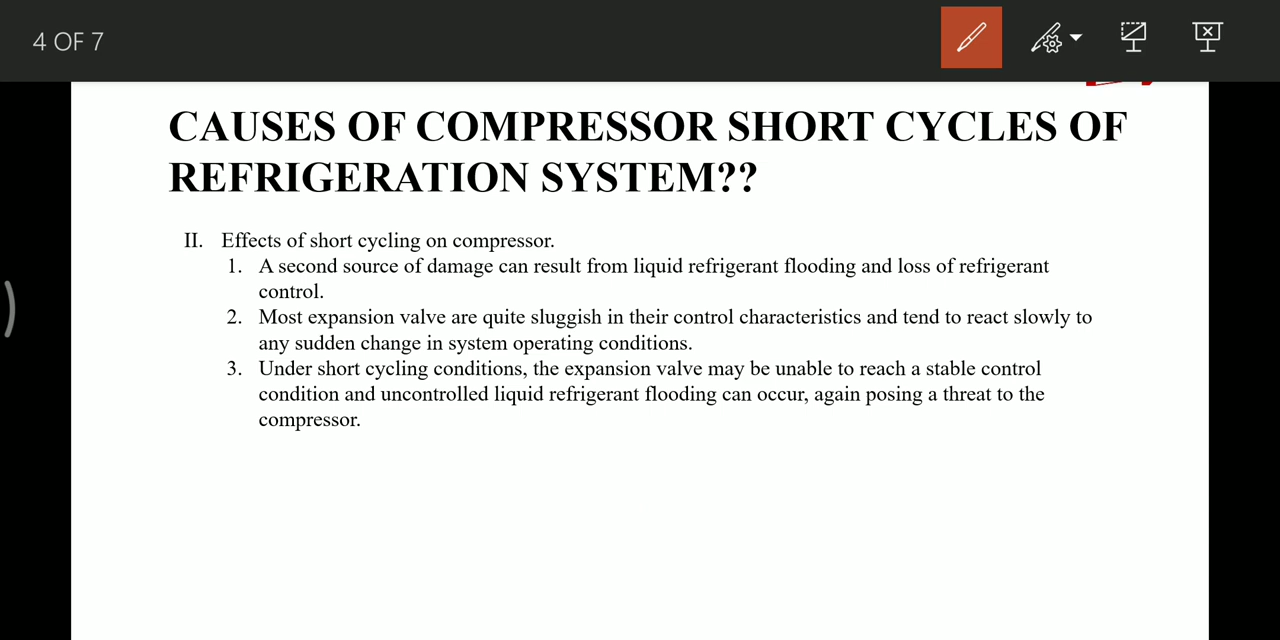 4 OF 7
CAUSES OF COMPRESSOR SHORT CYCLES OF
REFRIGERATION SYSTEM??
II. Effects of short cycling on compressor.
1. A second source of damage can result from liquid refrigerant flooding and loss of refrigerant
control.
2. Most expansion valve are quite sluggish in their control characteristics and tend to react slowly to
any sudden change in system operating conditions.
3. Under short cycling conditions, the expansion valve may be unable to reach a stable control
condition and uncontrolled liquid refrigerant flooding can occur, again posing a threat to the
compressor.